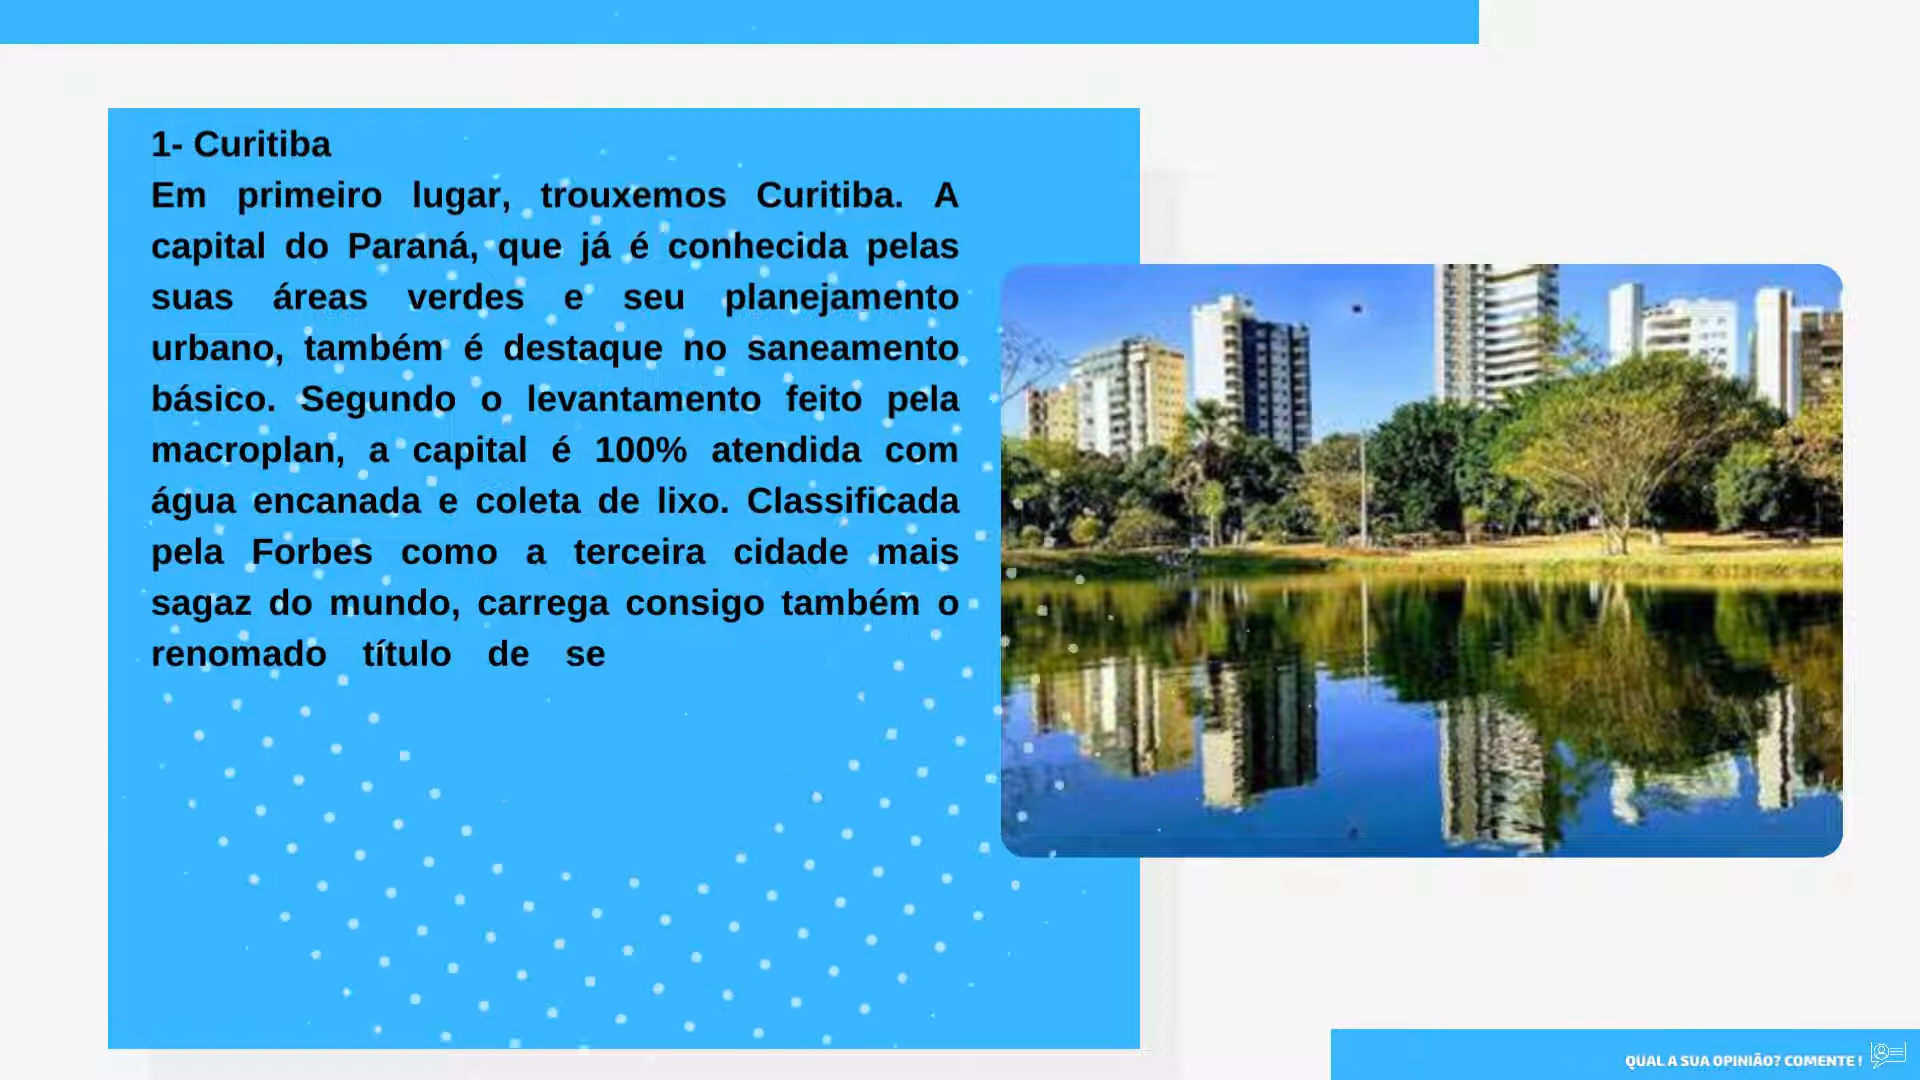 1- Curitiba
Em primeiro lugar, trouxemos Curitiba. A
capital do Paraná, que já é conhecida pelas
suas áreas verdes e seu planejamento
urbano, também é destaque no saneamento
básico. Segundo o levantamento feito pela
macroplan, a capital é 100% atendida com
água encanada e coleta de lixo. Classificada
pela Forbes como a terceira cidade mais
sagaz do mundo, carrega consigo também o
renomado título de se
QUAL A SUA OPINIÃO? COMENTE !